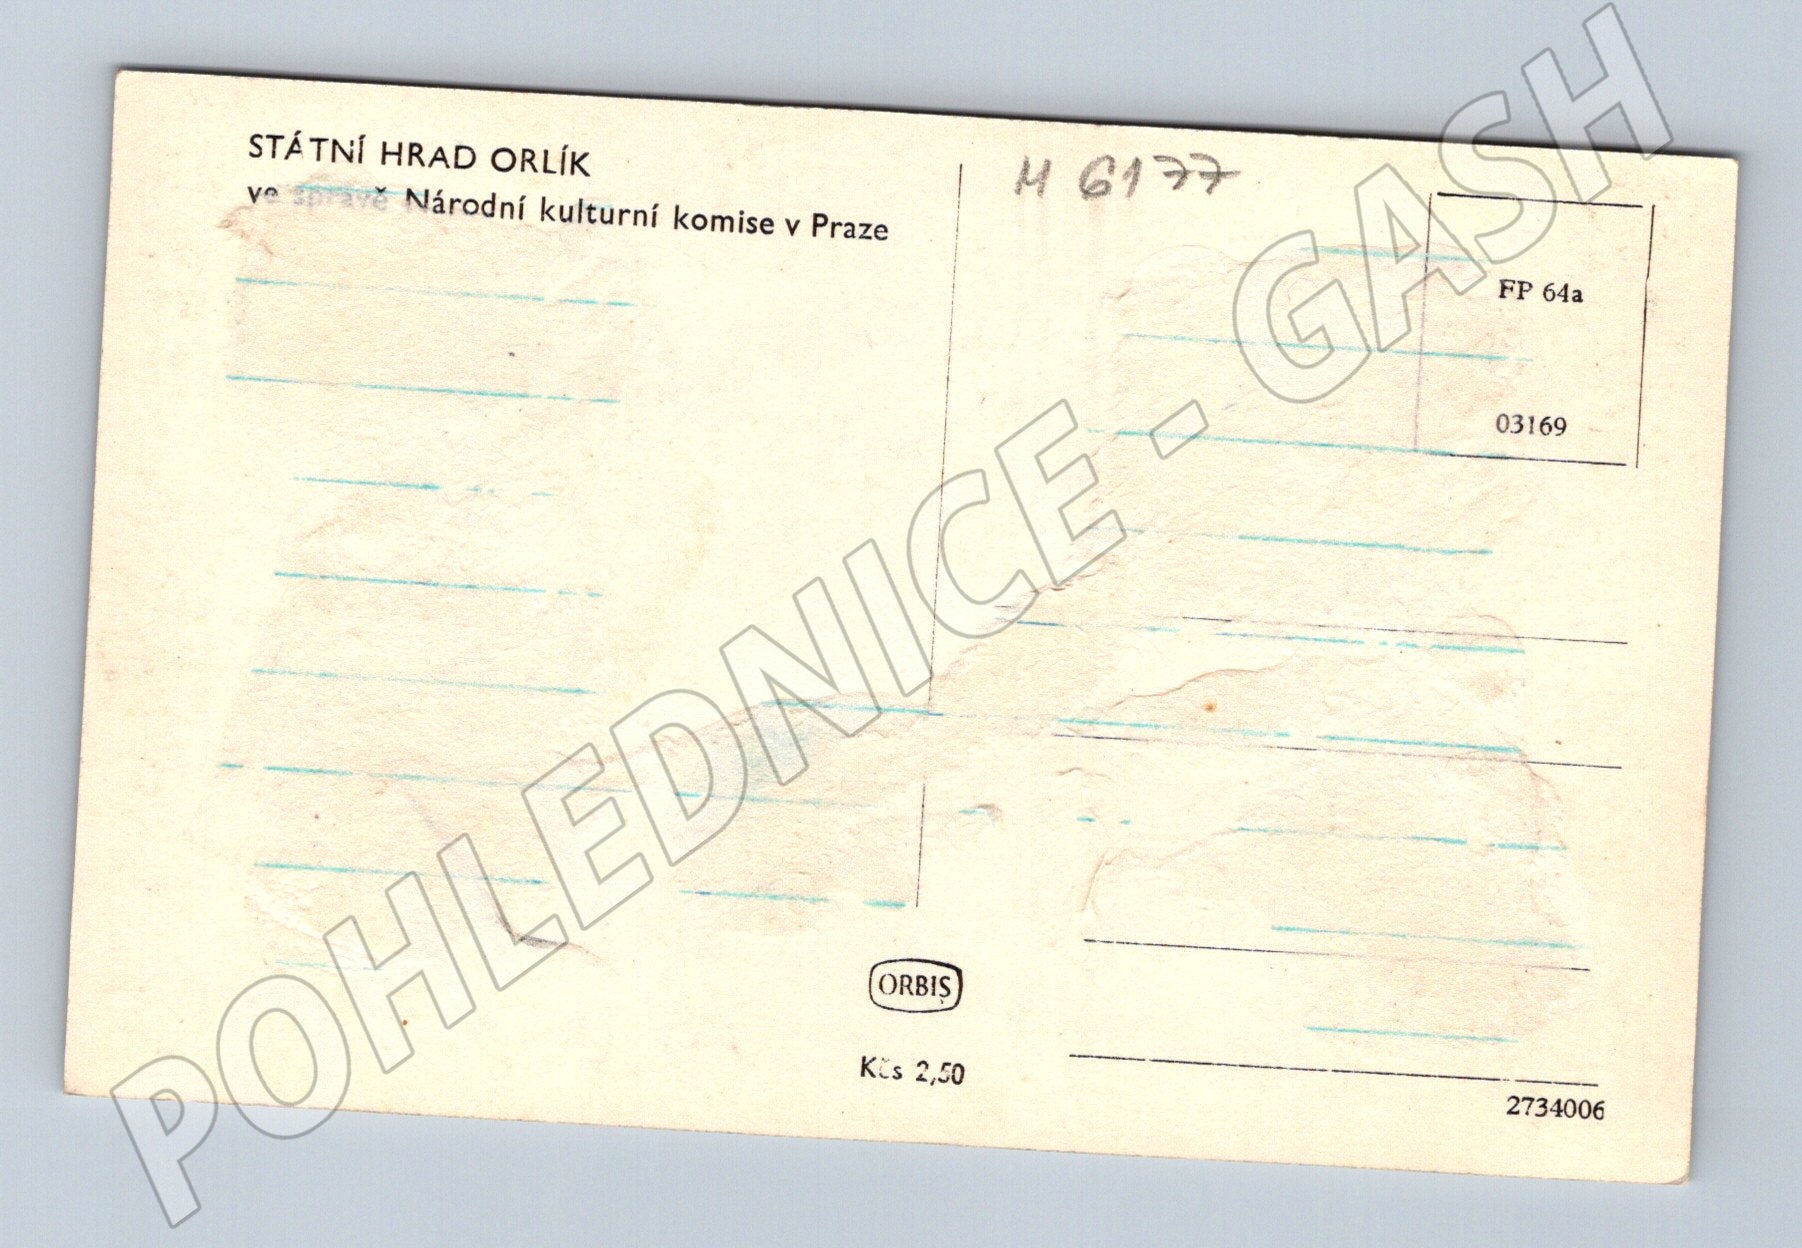 STÁTNÍ HRAD ORLÍK
ve správě Národní kulturní komise v Praze
M 6177
FP 64a
03169
ORBIS
Kčs 2,50
2734006
POHLEDNICE - GASH